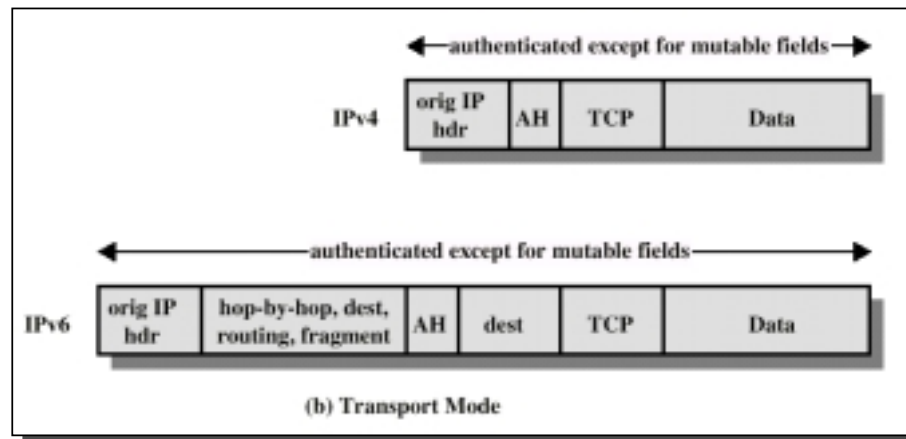 authenticated except for mutable fields
IPv4
orig IP
hdr
AH
TCP
Data
authenticated except for mutable fields
IPv6
orig IP
hdr
hop-by-hop, dest,
routing, fragment
AH
dest
TCP
Data
(b) Transport Mode